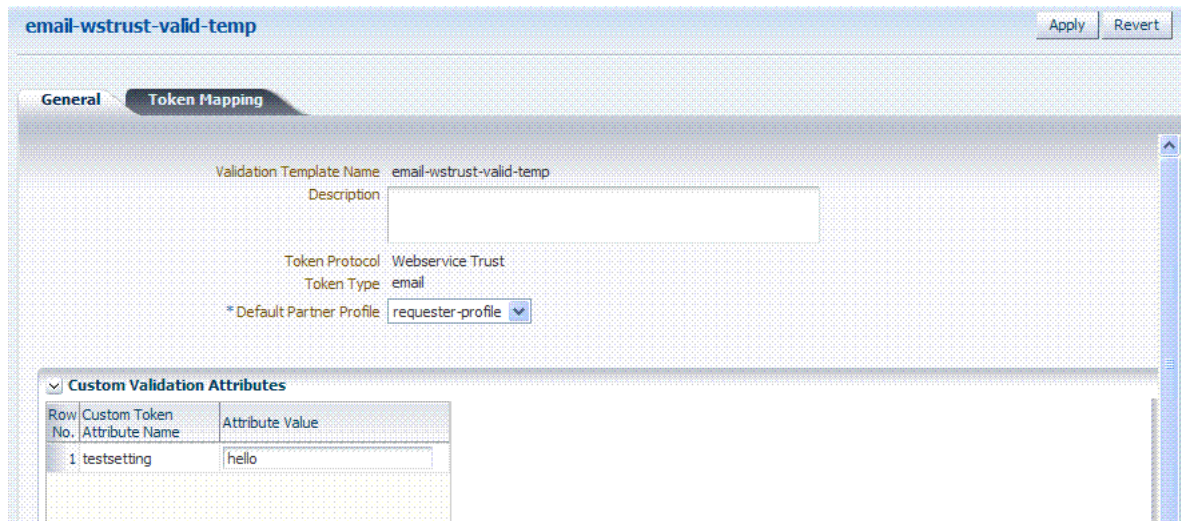 email-wstrust-valid-temp
Apply Revert
General Token Mapping
Validation Template Name email-wstrust-valid-temp
Description
Token Protocol Webservice Trust
Token Type email
* Default Partner Profile requester-profile
Custom Validation Attributes
Row No. Custom Token Attribute Name Attribute Value
1 testsetting hello